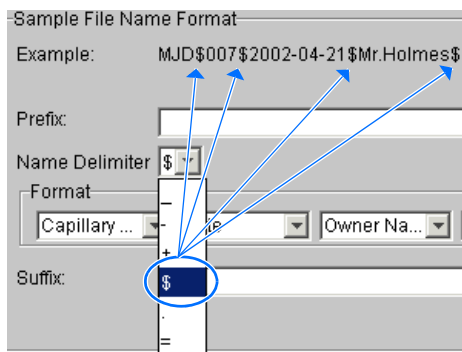 Sample File Name Format
Example: MJD$007$2002-04-21$Mr.Holmes$
Prefix:
Name Delimiter $
Format
_
Capillary ... - Owner Na...
+
Suffix: $
.
=